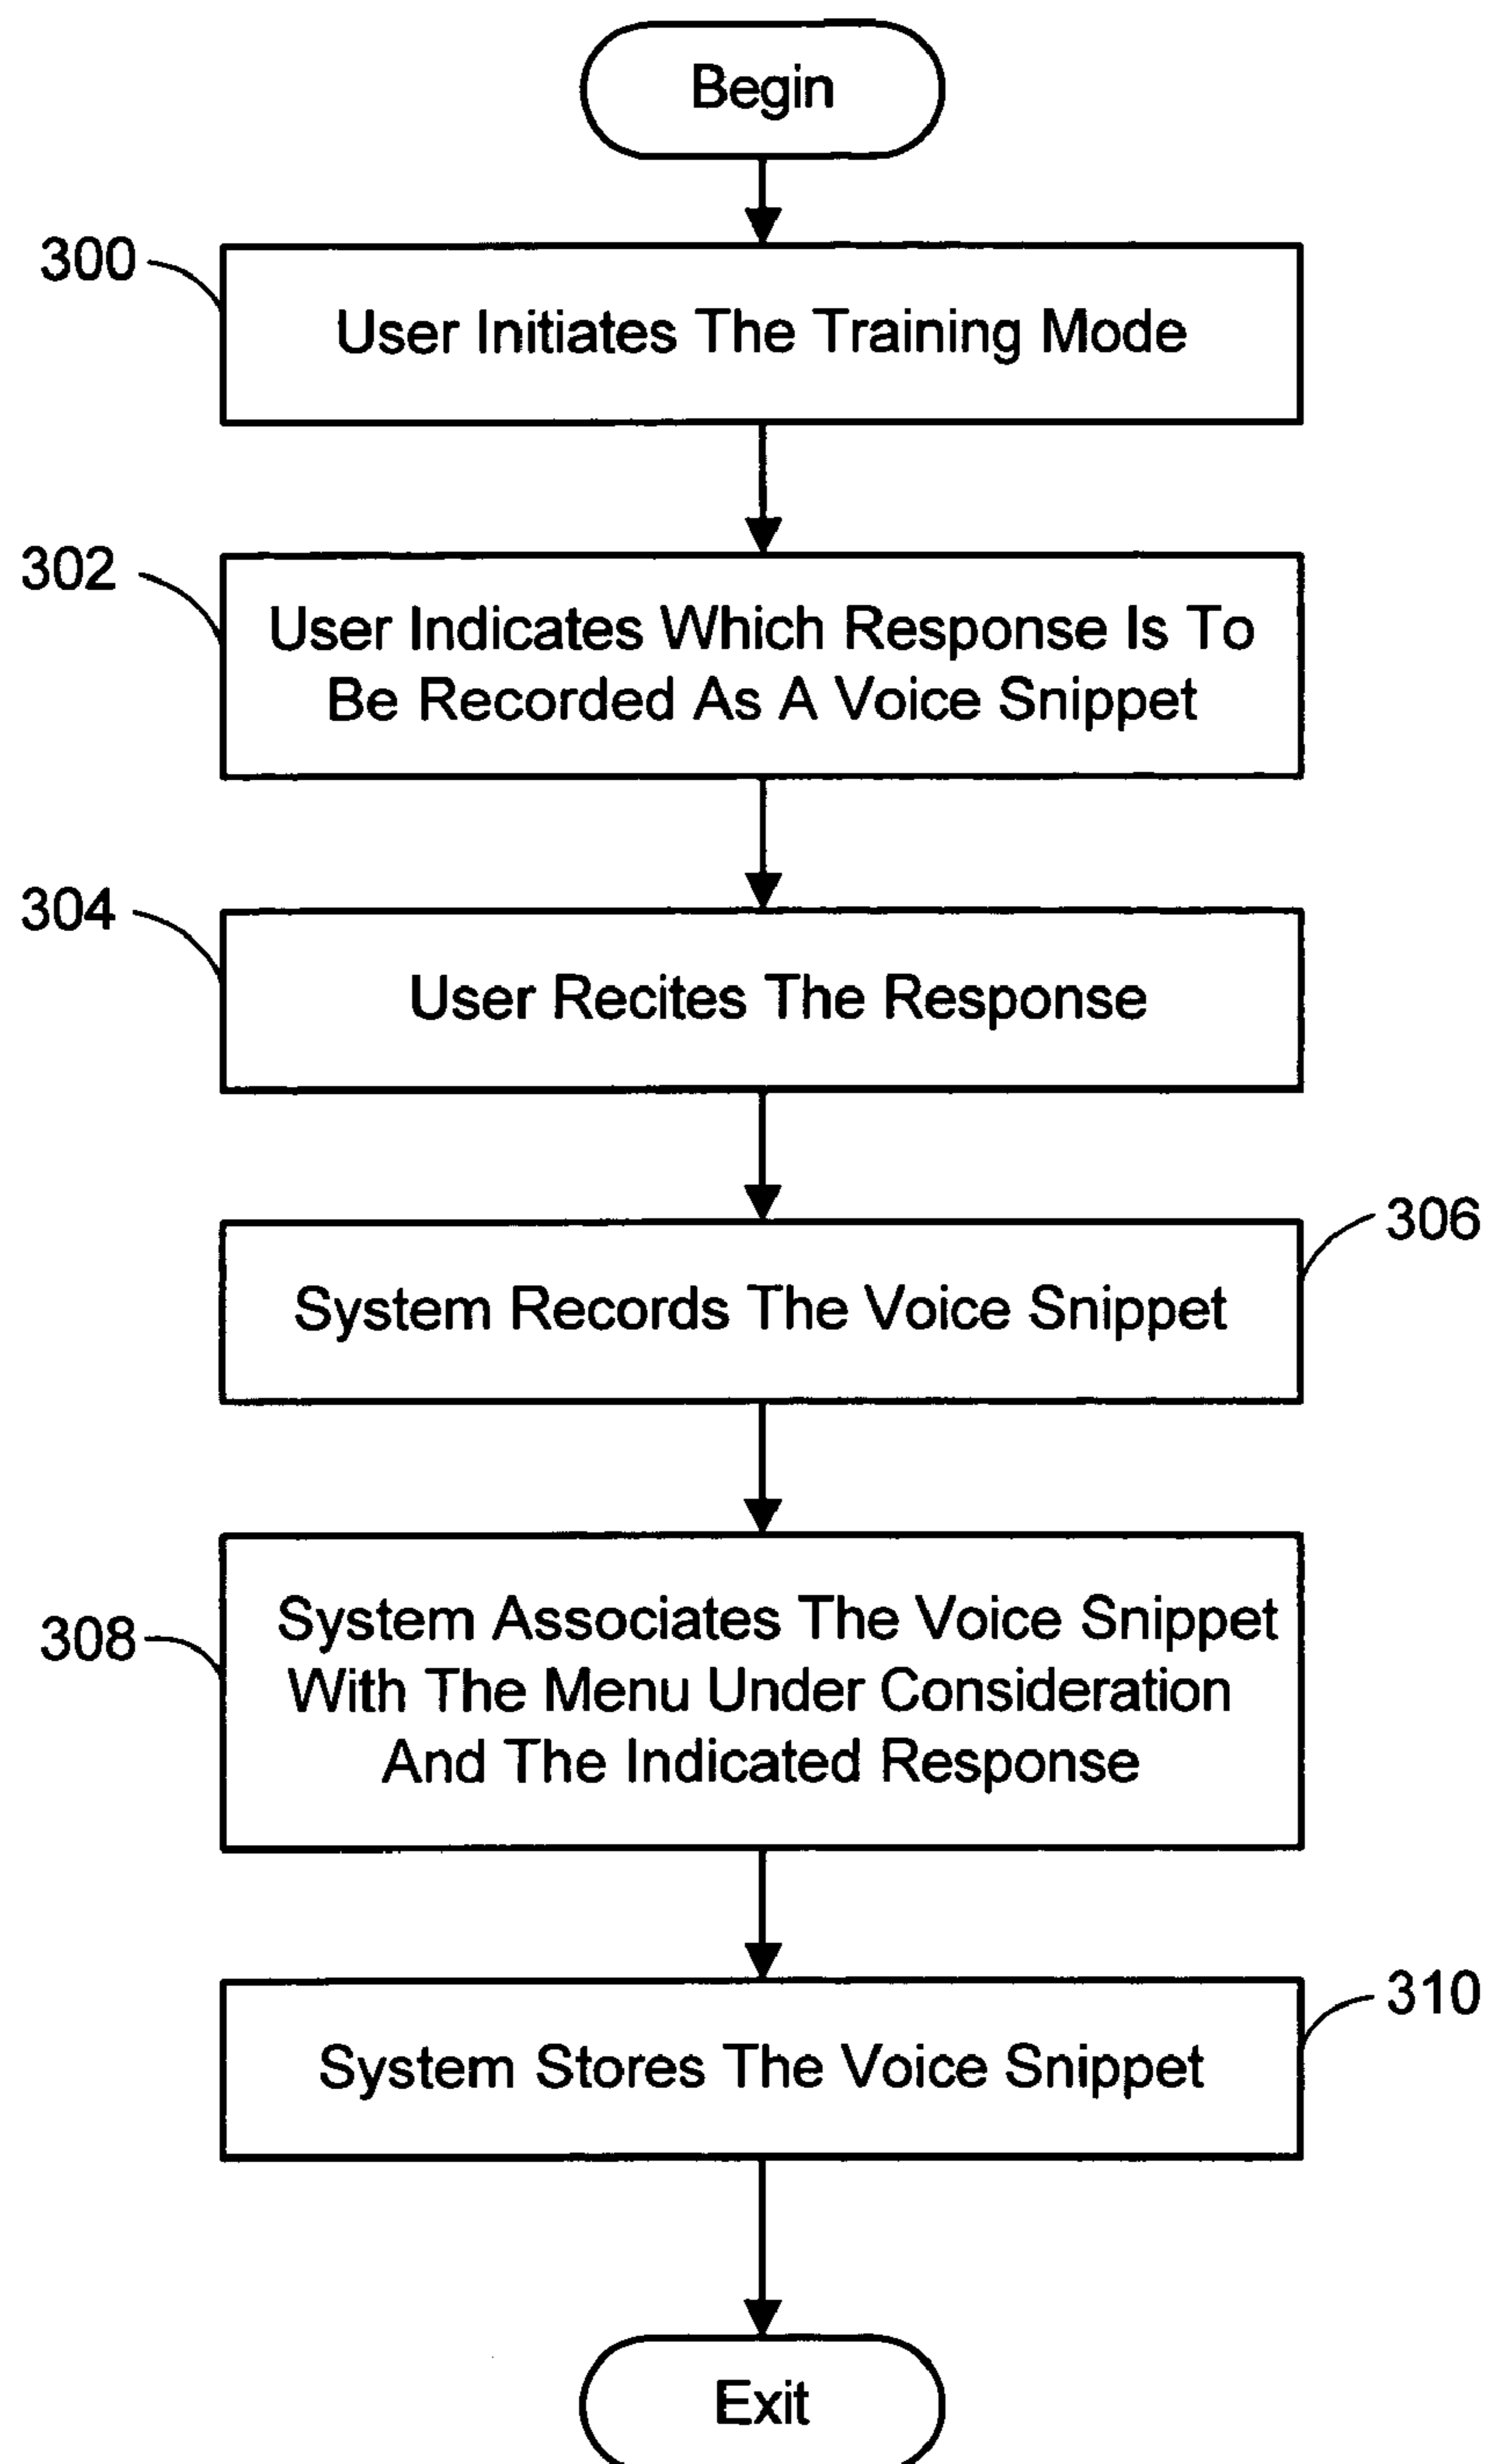 Begin
300
User Initiates The Training Mode
302
User Indicates Which Response Is To
Be Recorded As A Voice Snippet
304
User Recites The Response
306
System Records The Voice Snippet
308
System Associates The Voice Snippet
With The Menu Under Consideration
And The Indicated Response
310
System Stores The Voice Snippet
Exit